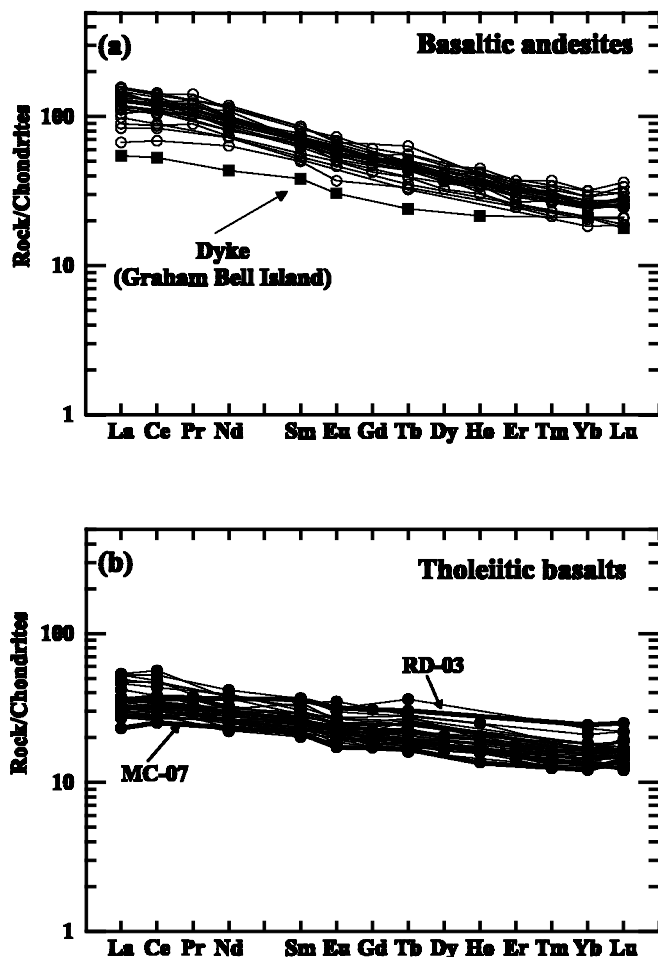 (a)
Basaltic andesites
100
Rock/Chondrites
Dyke
(Graham Bell Island)
10
1
La Ce Pr Nd Sm Eu Gd Tb Dy Ho Er Tm Yb Lu
(b)
Tholeiitic basalts
100
RD-03
Rock/Chondrites
MC-07
10
1
La Ce Pr Nd Sm Eu Gd Tb Dy Ho Er Tm Yb Lu